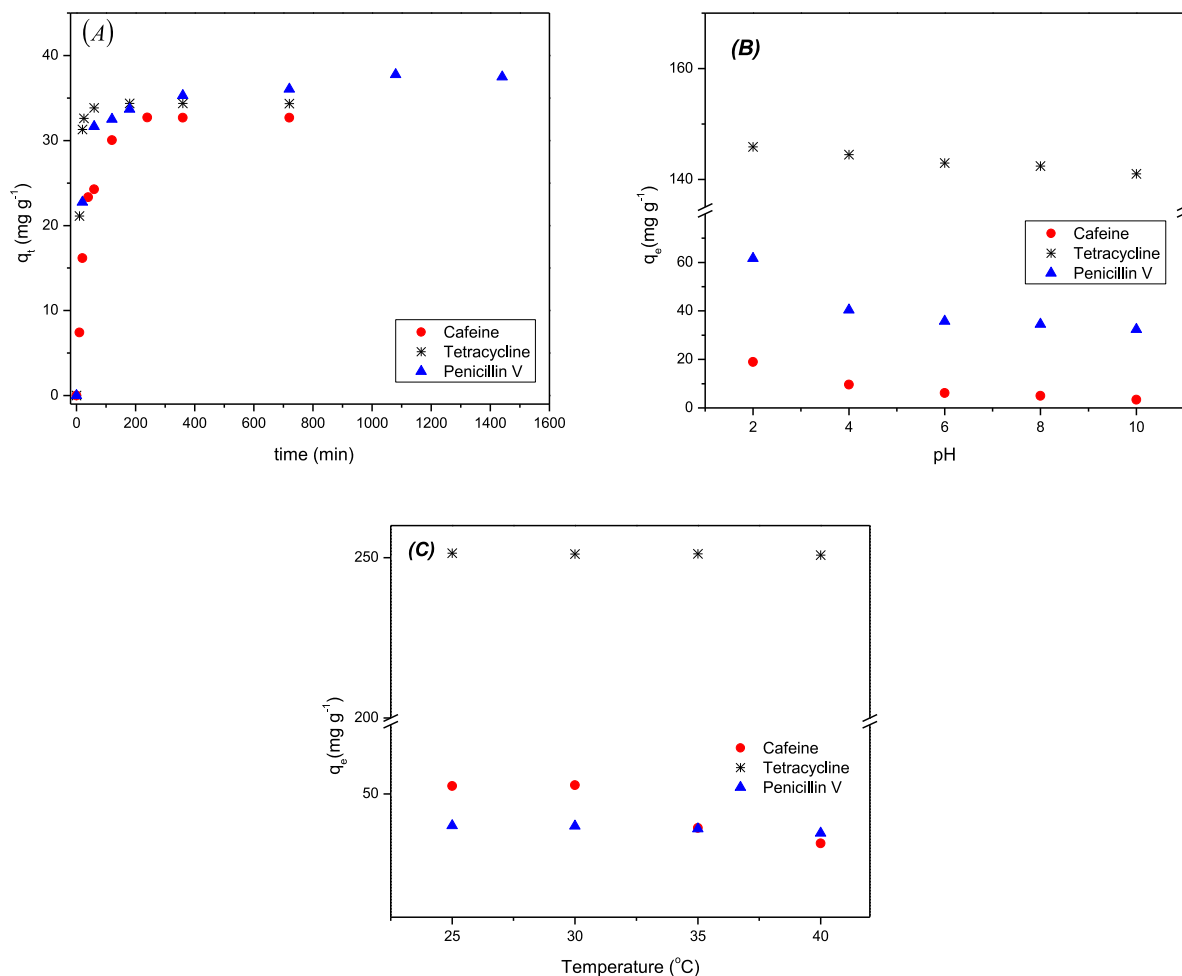 (A)
40
30
20
10
0
q_t (mg g⁻¹)
Cafeine
Tetracycline
Penicillin V
0 200 400 600 800 1000 1200 1400 1600
time (min)
(B)
160
140
60
40
20
0
q_e(mg g⁻¹)
Cafeine
Tetracycline
Penicillin V
2 4 6 8 10
pH
(C)
250
200
50
q_e(mg g⁻¹)
Cafeine
Tetracycline
Penicillin V
25 30 35 40
Temperature (°C)